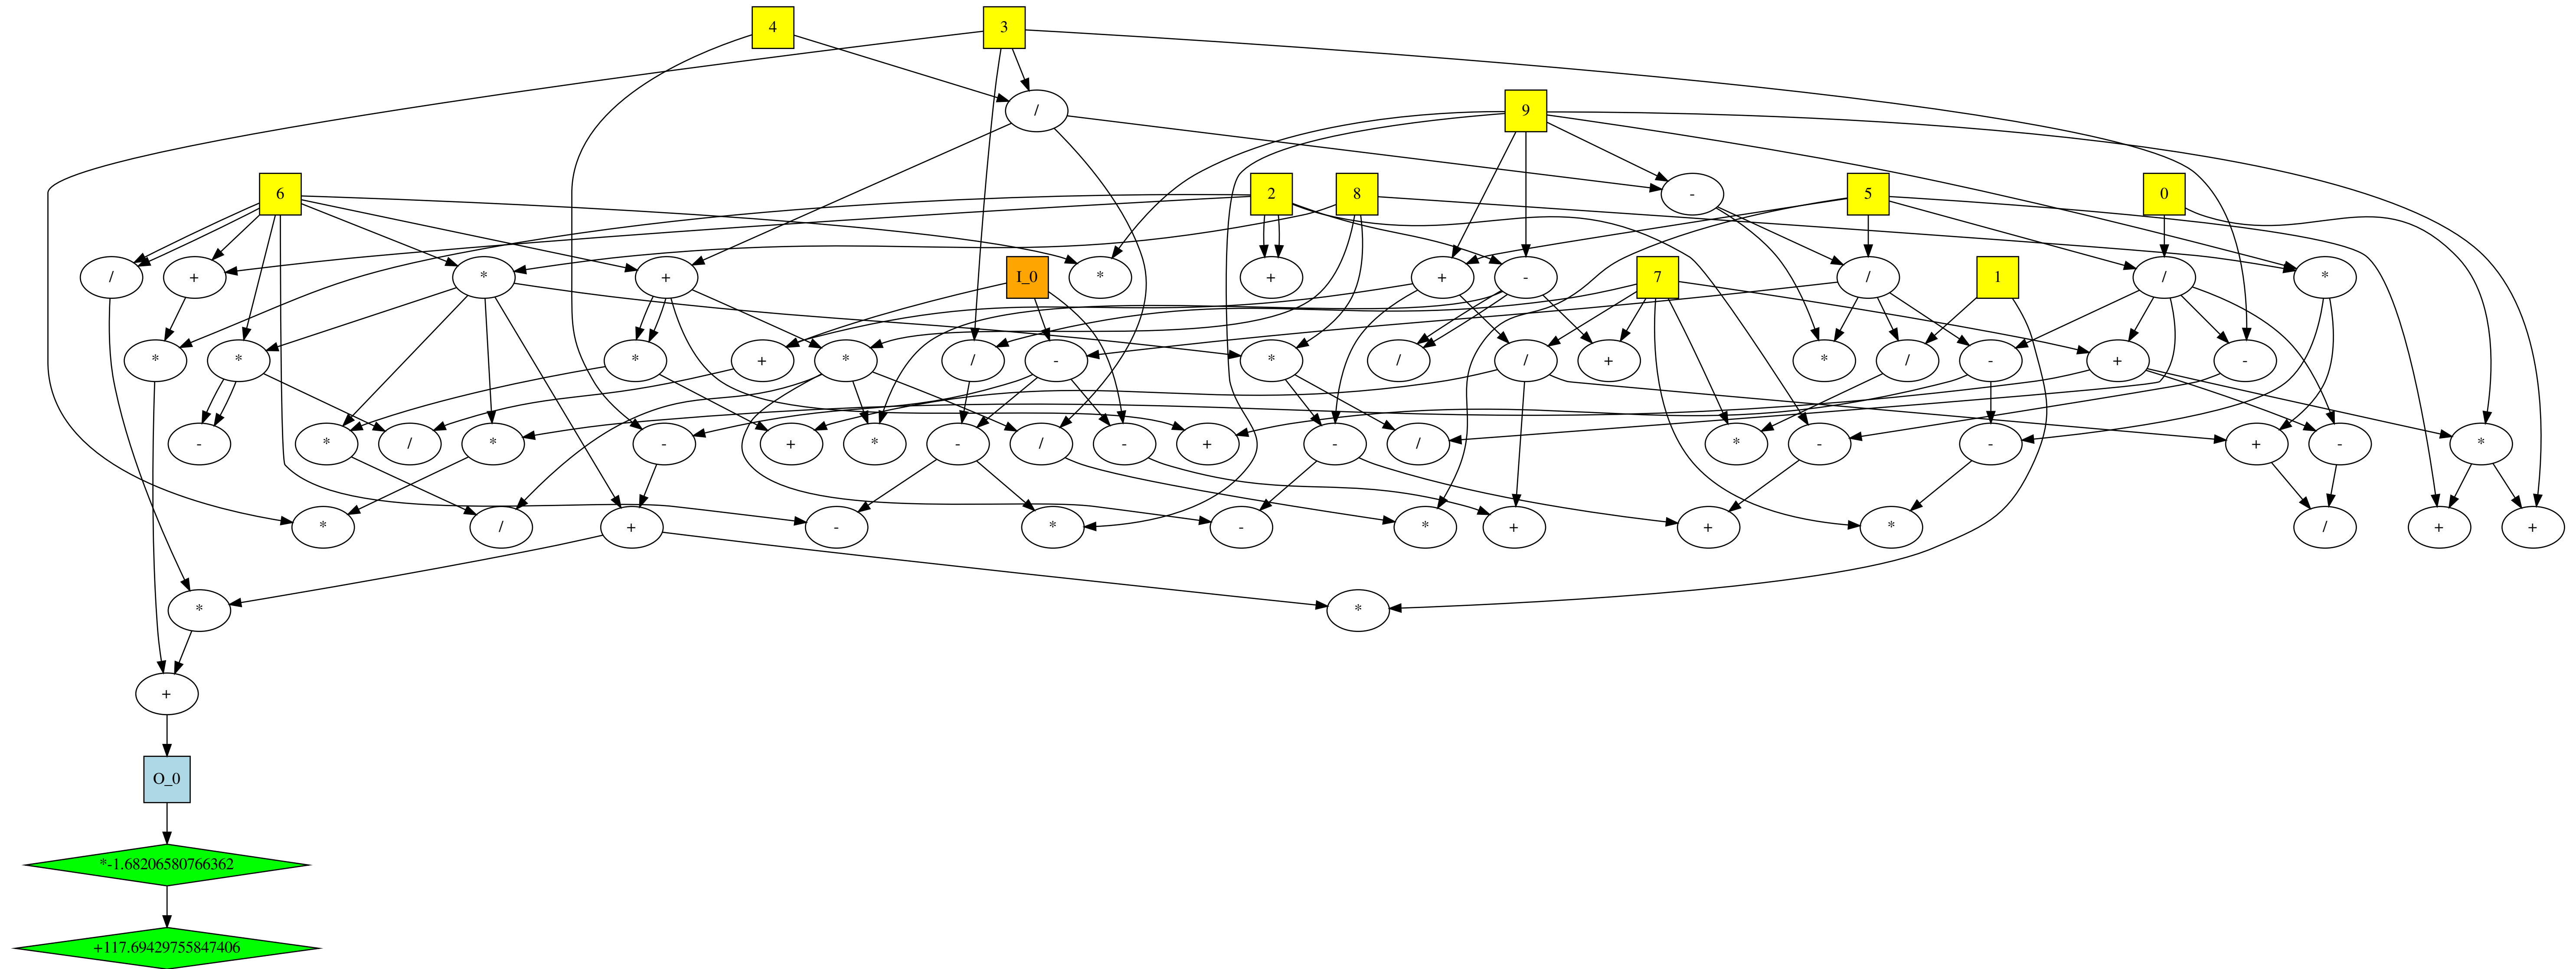 4 3
/ 9
6 2 8 - 5 0
/ + * + I_0 * + + - 7 / 1 / *
* * * + * / - * / / + * / - + -
- * / * - + * - / - + - / * - - + - *
* / + - * - * + + * / + +
* *
+
O_0
*-1.68206580766362
+117.69429755847406